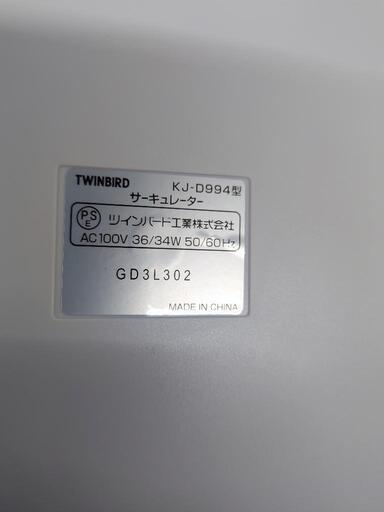 TWINBIRD KJ-D994型
サーキュレーター
PSE ツインバード工業株式会社
AC100V 36/34W 50/60Hz
GD3L302
MADE IN CHINA